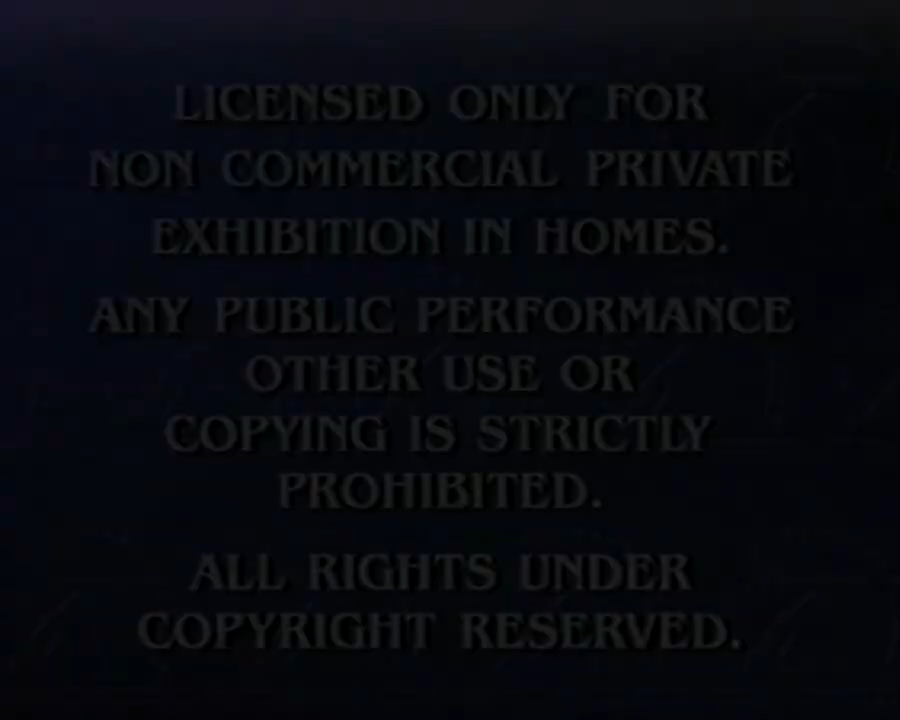 LICENSED ONLY FOR
NON COMMERCIAL PRIVATE
EXHIBITION IN HOMES.
ANY PUBLIC PERFORMANCE
OTHER USE OR
COPYING IS STRICTLY
PROHIBITED.
ALL RIGHTS UNDER
COPYRIGHT RESERVED.